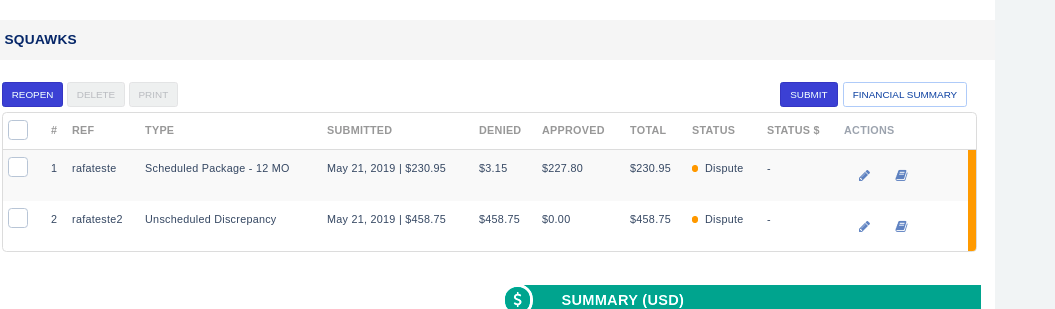 SQUAWKS
REOPEN DELETE PRINT SUBMIT FINANCIAL SUMMARY
# REF TYPE SUBMITTED DENIED APPROVED TOTAL STATUS STATUS $ ACTIONS
1 rafateste Scheduled Package - 12 MO May 21, 2019 | $230.95 $3.15 $227.80 $230.95 Dispute -
2 rafateste2 Unscheduled Discrepancy May 21, 2019 | $458.75 $458.75 $0.00 $458.75 Dispute -
$ SUMMARY (USD)